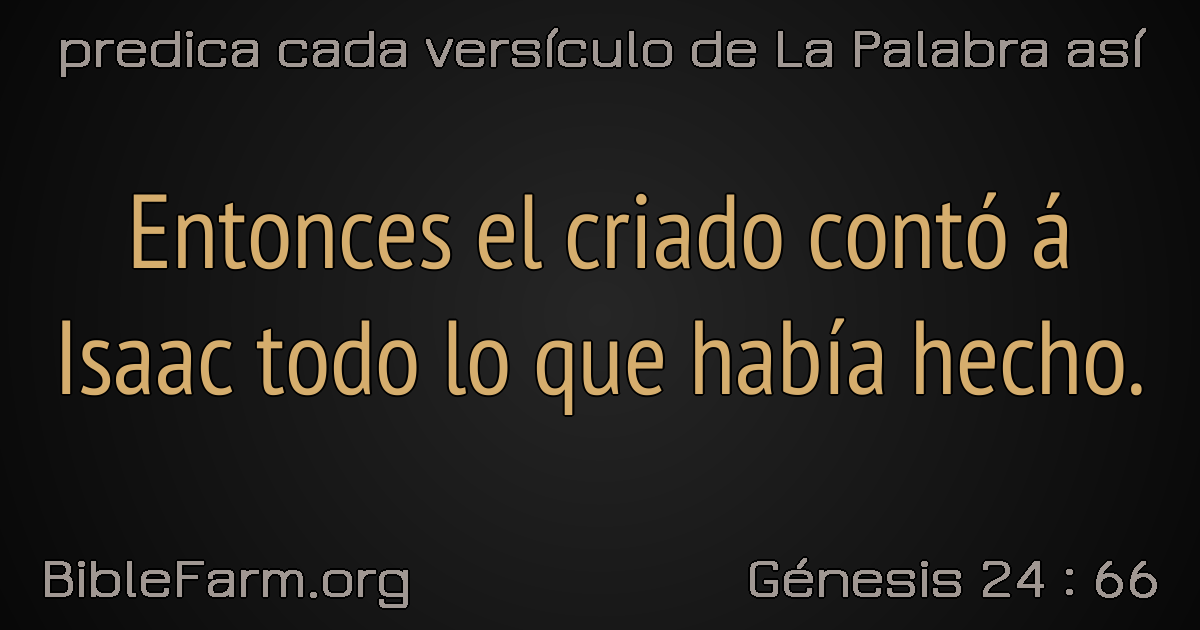 predica cada versículo de La Palabra así
Entonces el criado contó á
Isaac todo lo que había hecho.
BibleFarm.org
Génesis 24 : 66